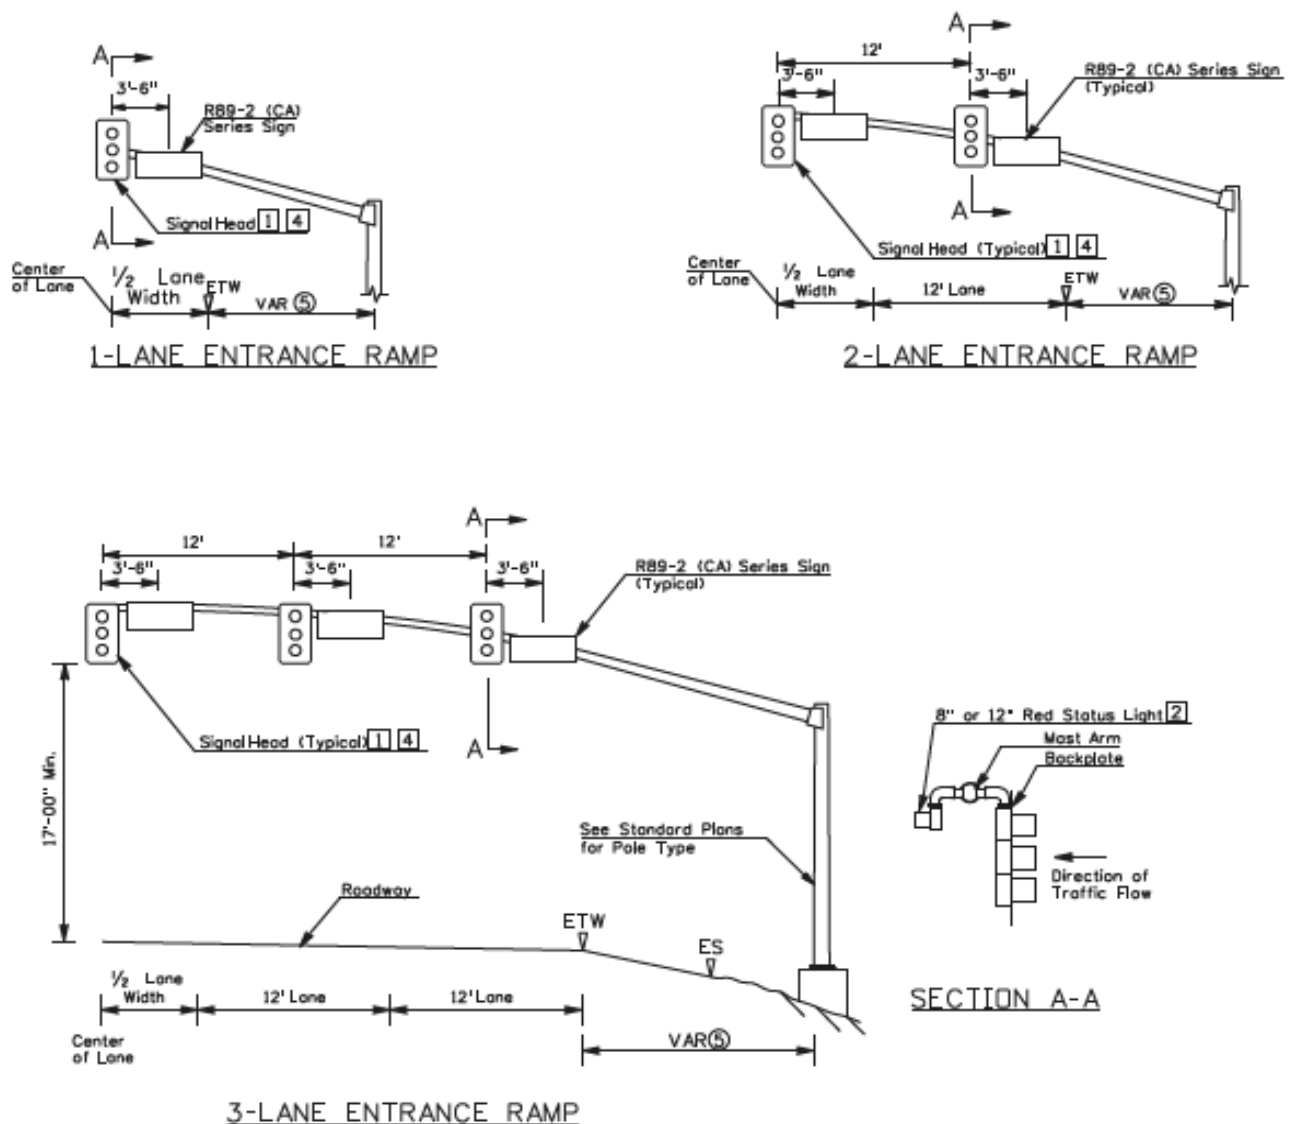 A
3'-6"
R89-2 (CA)
Series Sign
Signal Head 1 4
A
Center
of Lane
1/2 Lane
Width
ETW
VAR 5
1-LANE ENTRANCE RAMP
A
12'
3'-6"
3'-6"
R89-2 (CA) Series Sign
(Typical)
A
Signal Head (Typical) 1 4
Center
of Lane
1/2 Lane
Width
12' Lane
ETW
VAR 5
2-LANE ENTRANCE RAMP
A
12'
12'
3'-6"
3'-6"
3'-6"
R89-2 (CA) Series Sign
(Typical)
Signal Head (Typical) 1 4
A
17'-00" Min.
See Standard Plans
for Pole Type
Roadway
ETW
ES
1/2 Lane
Width
12' Lane
12' Lane
Center
of Lane
VAR 5
3-LANE ENTRANCE RAMP
8" or 12" Red Status Light 2
Mast Arm
Backplate
Direction of
Traffic Flow
SECTION A-A